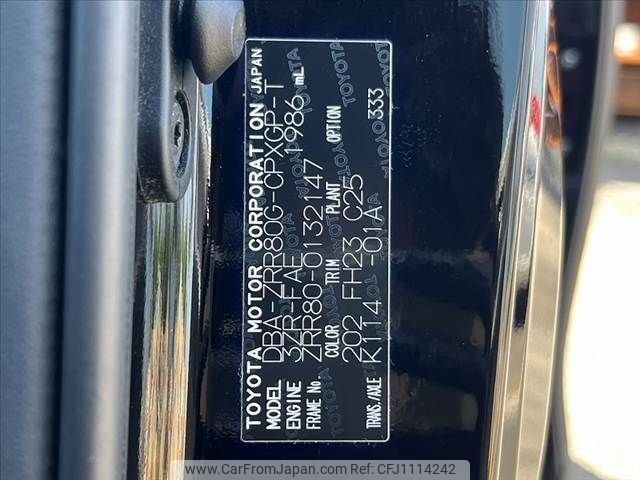 TOYOTA MOTOR CORPORATION JAPAN
MODEL DBA-ZRR80G-CPXGP-T
ENGINE 3ZR-FAE 1986 mL
FRAME No. ZRR80-0132147
COLOR TRIM PLANT OPTION
202 FH23 C25 333
TRANS./AXLE K114 -01A
www.CarFromJapan.com CFJ1114242